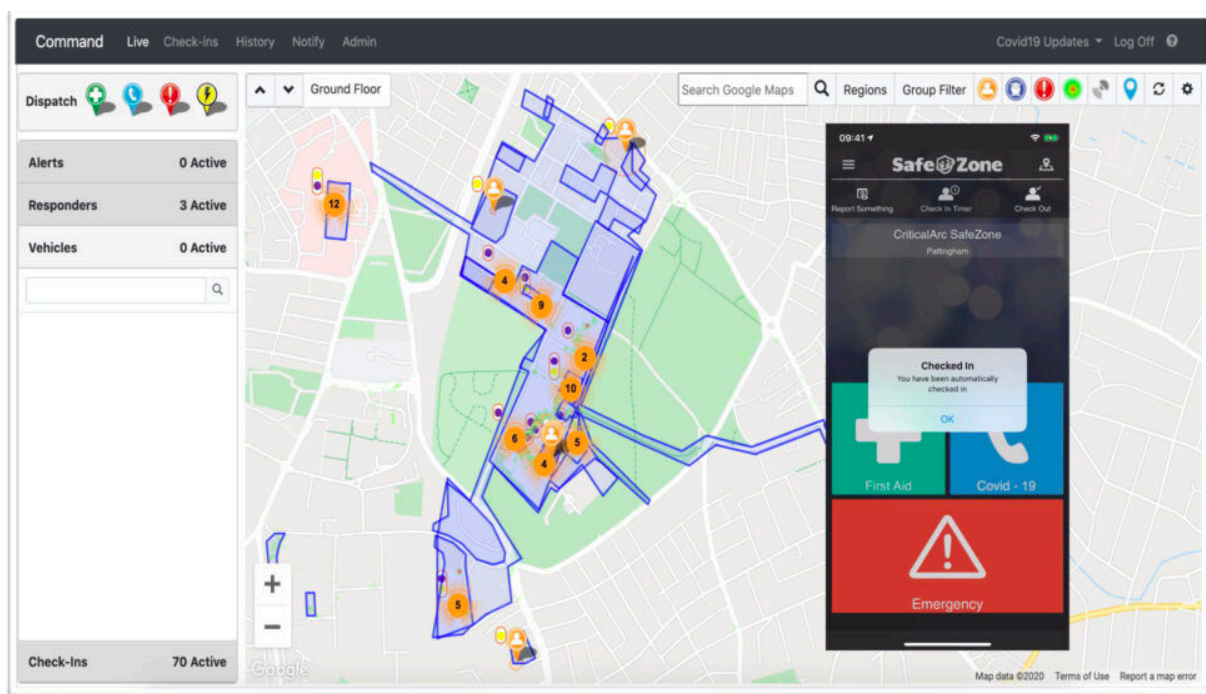 Command Live Check-ins History Notify Admin Covid19 Updates Log Off
Dispatch
Ground Floor
Search Google Maps Regions Group Filter
Alerts 0 Active
Responders 3 Active
Vehicles 0 Active
Check-Ins 70 Active
12
4
9
2
10
6
5
4
5
Google
09:41
SafeZone
Report Something Check In Timer Check Out
CriticalArc SafeZone
Pattingham
Checked In
You have been automatically
checked in
OK
First Aid Covid - 19
Emergency
Map data ©2020 Terms of Use Report a map error